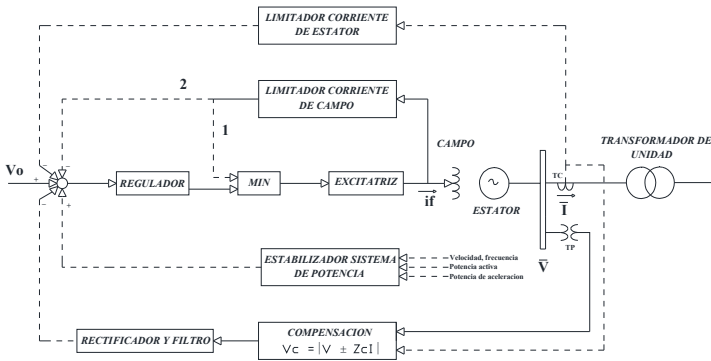 LIMITADOR CORRIENTE
DE ESTATOR
2
LIMITADOR CORRIENTE
DE CAMPO
1
CAMPO
TRANSFORMADOR DE
UNIDAD
Vo
+
−
−
−
+
REGULADOR
MIN
EXCITATRIZ
if
ESTATOR
TC
I
TP
V
ESTABILIZADOR SISTEMA
DE POTENCIA
Velocidad, frecuencia
Potencia activa
Potencia de aceleracion
RECTIFICADOR Y FILTRO
COMPENSACION
Vc = |V ± ZcI|